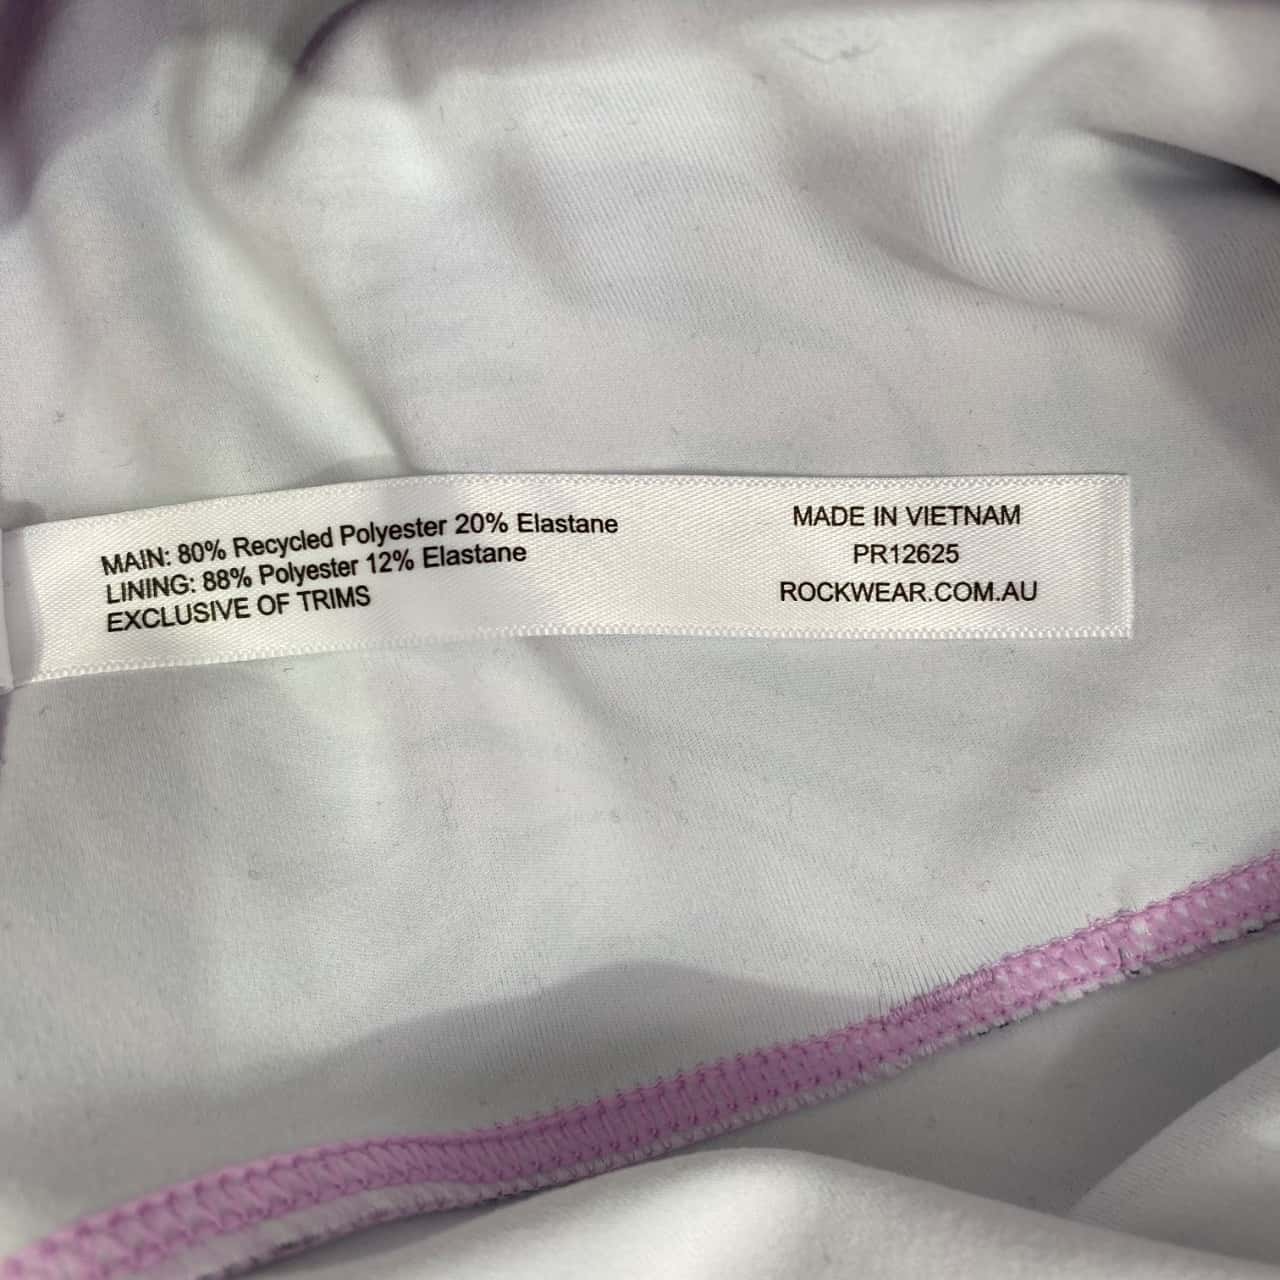 MAIN: 80% Recycled Polyester 20% Elastane
LINING: 88% Polyester 12% Elastane
EXCLUSIVE OF TRIMS
MADE IN VIETNAM
PR12625
ROCKWEAR.COM.AU